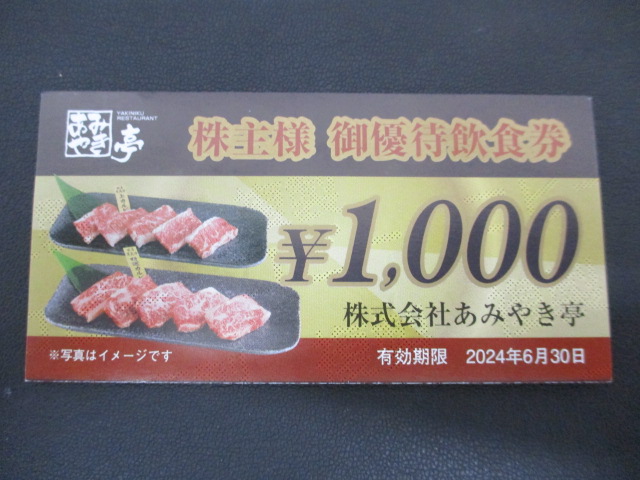 あみやき亭
YAKINIKU
RESTAURANT
株主様 御優待飲食券
¥1,000
株式会社あみやき亭
※写真はイメージです
有効期限 2024年6月30日